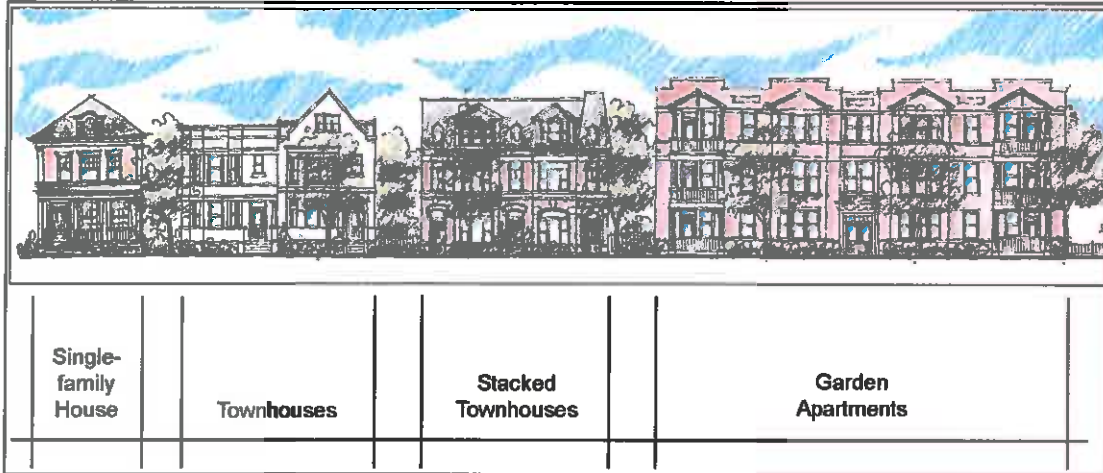 Single-
family
House
Townhouses
Stacked
Townhouses
Garden
Apartments